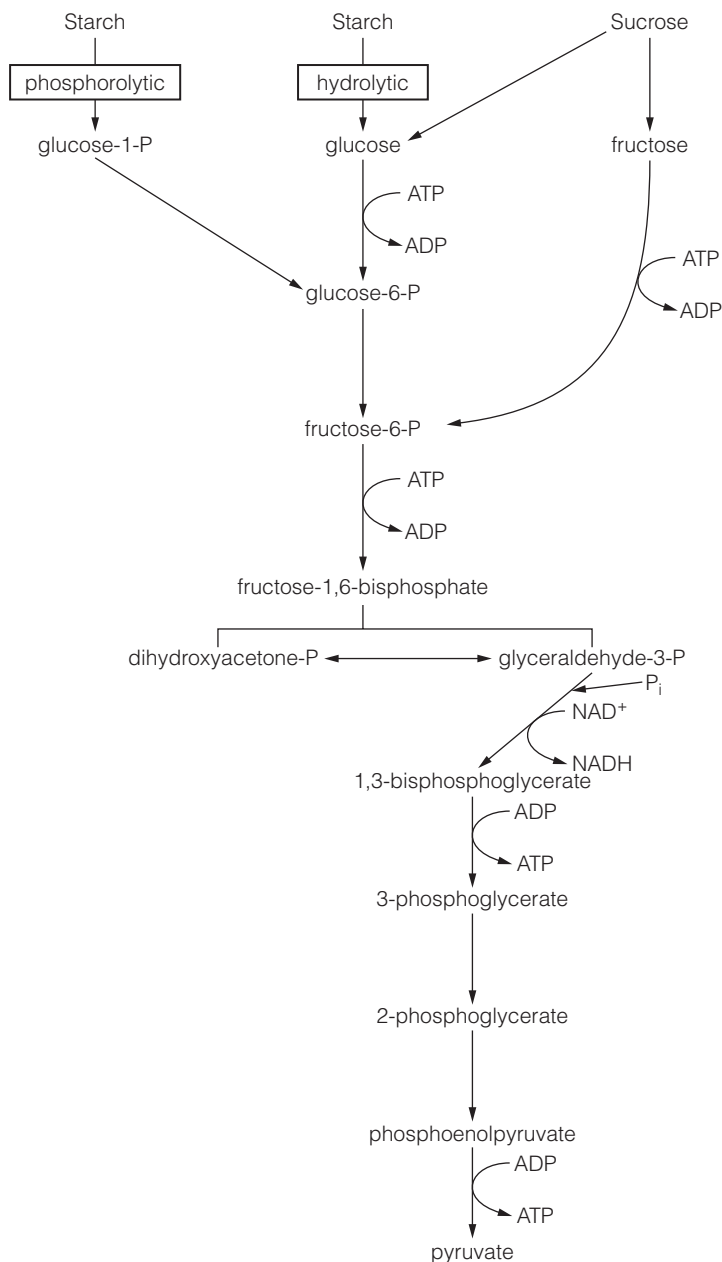 Starch
Starch
Sucrose
phosphorolytic
hydrolytic
glucose-1-P
glucose
fructose
ATP
ADP
ATP
ADP
glucose-6-P
fructose-6-P
ATP
ADP
fructose-1,6-bisphosphate
dihydroxyacetone-P
glyceraldehyde-3-P
Pi
NAD+
NADH
1,3-bisphosphoglycerate
ADP
ATP
3-phosphoglycerate
2-phosphoglycerate
phosphoenolpyruvate
ADP
ATP
pyruvate